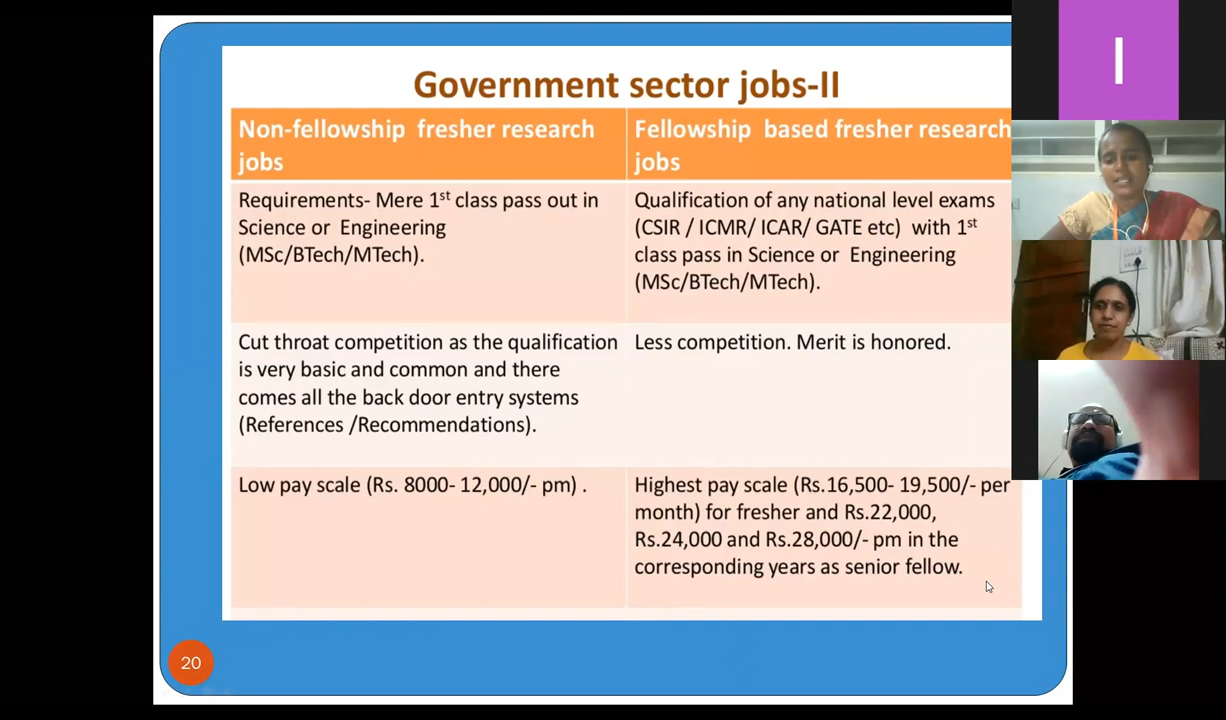 Government sector jobs-II
Non-fellowship fresher research
jobs
Fellowship based fresher research
jobs
Requirements- Mere 1st class pass out in
Science or Engineering
(MSc/BTech/MTech).
Qualification of any national level exams
(CSIR / ICMR/ ICAR/ GATE etc) with 1st
class pass in Science or Engineering
(MSc/BTech/MTech).
Cut throat competition as the qualification
is very basic and common and there
comes all the back door entry systems
(References /Recommendations).
Less competition. Merit is honored.
Low pay scale (Rs. 8000- 12,000/- pm) .
Highest pay scale (Rs.16,500- 19,500/- per
month) for fresher and Rs.22,000,
Rs.24,000 and Rs.28,000/- pm in the
corresponding years as senior fellow.
20
I